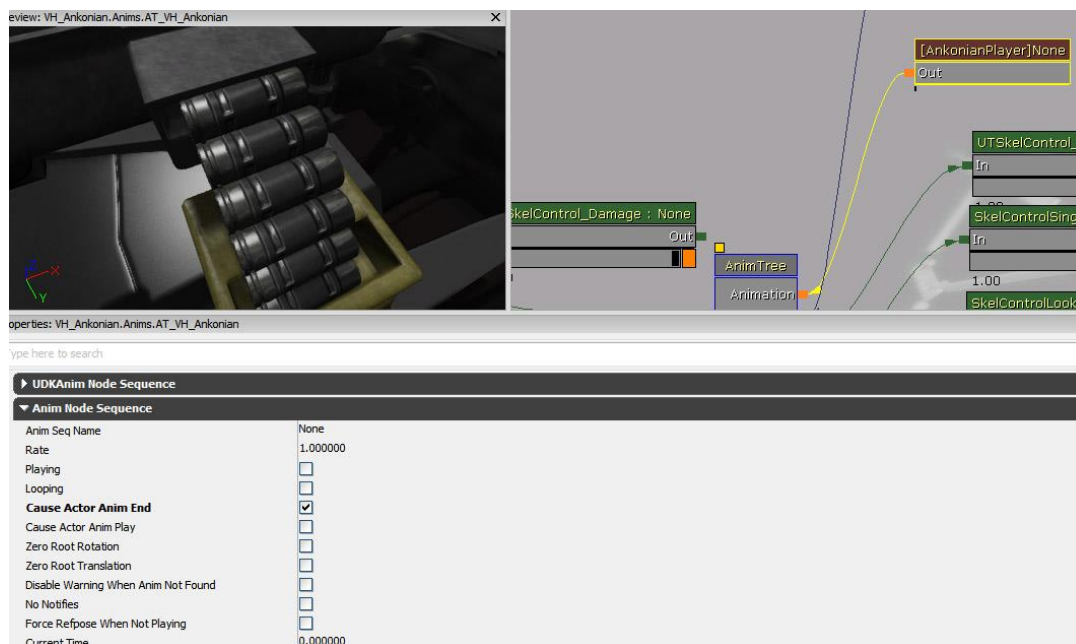 eview: VH_Ankonian.Anims.AT_VH_Ankonian
X
Y
[AnkonianPlayer]None
Out
UTSkelControl_
In
SkelControl_Damage : None
Out
SkelControlSing
In
AnimTree
Animation
1.00
SkelControlLook
operties: VH_Ankonian.Anims.AT_VH_Ankonian
ype here to search
UDKAnim Node Sequence
Anim Node Sequence
Anim Seq Name None
Rate 1.000000
Playing
Looping
Cause Actor Anim End
Cause Actor Anim Play
Zero Root Rotation
Zero Root Translation
Disable Warning When Anim Not Found
No Notifies
Force Refpose When Not Playing
Current Time 0.000000